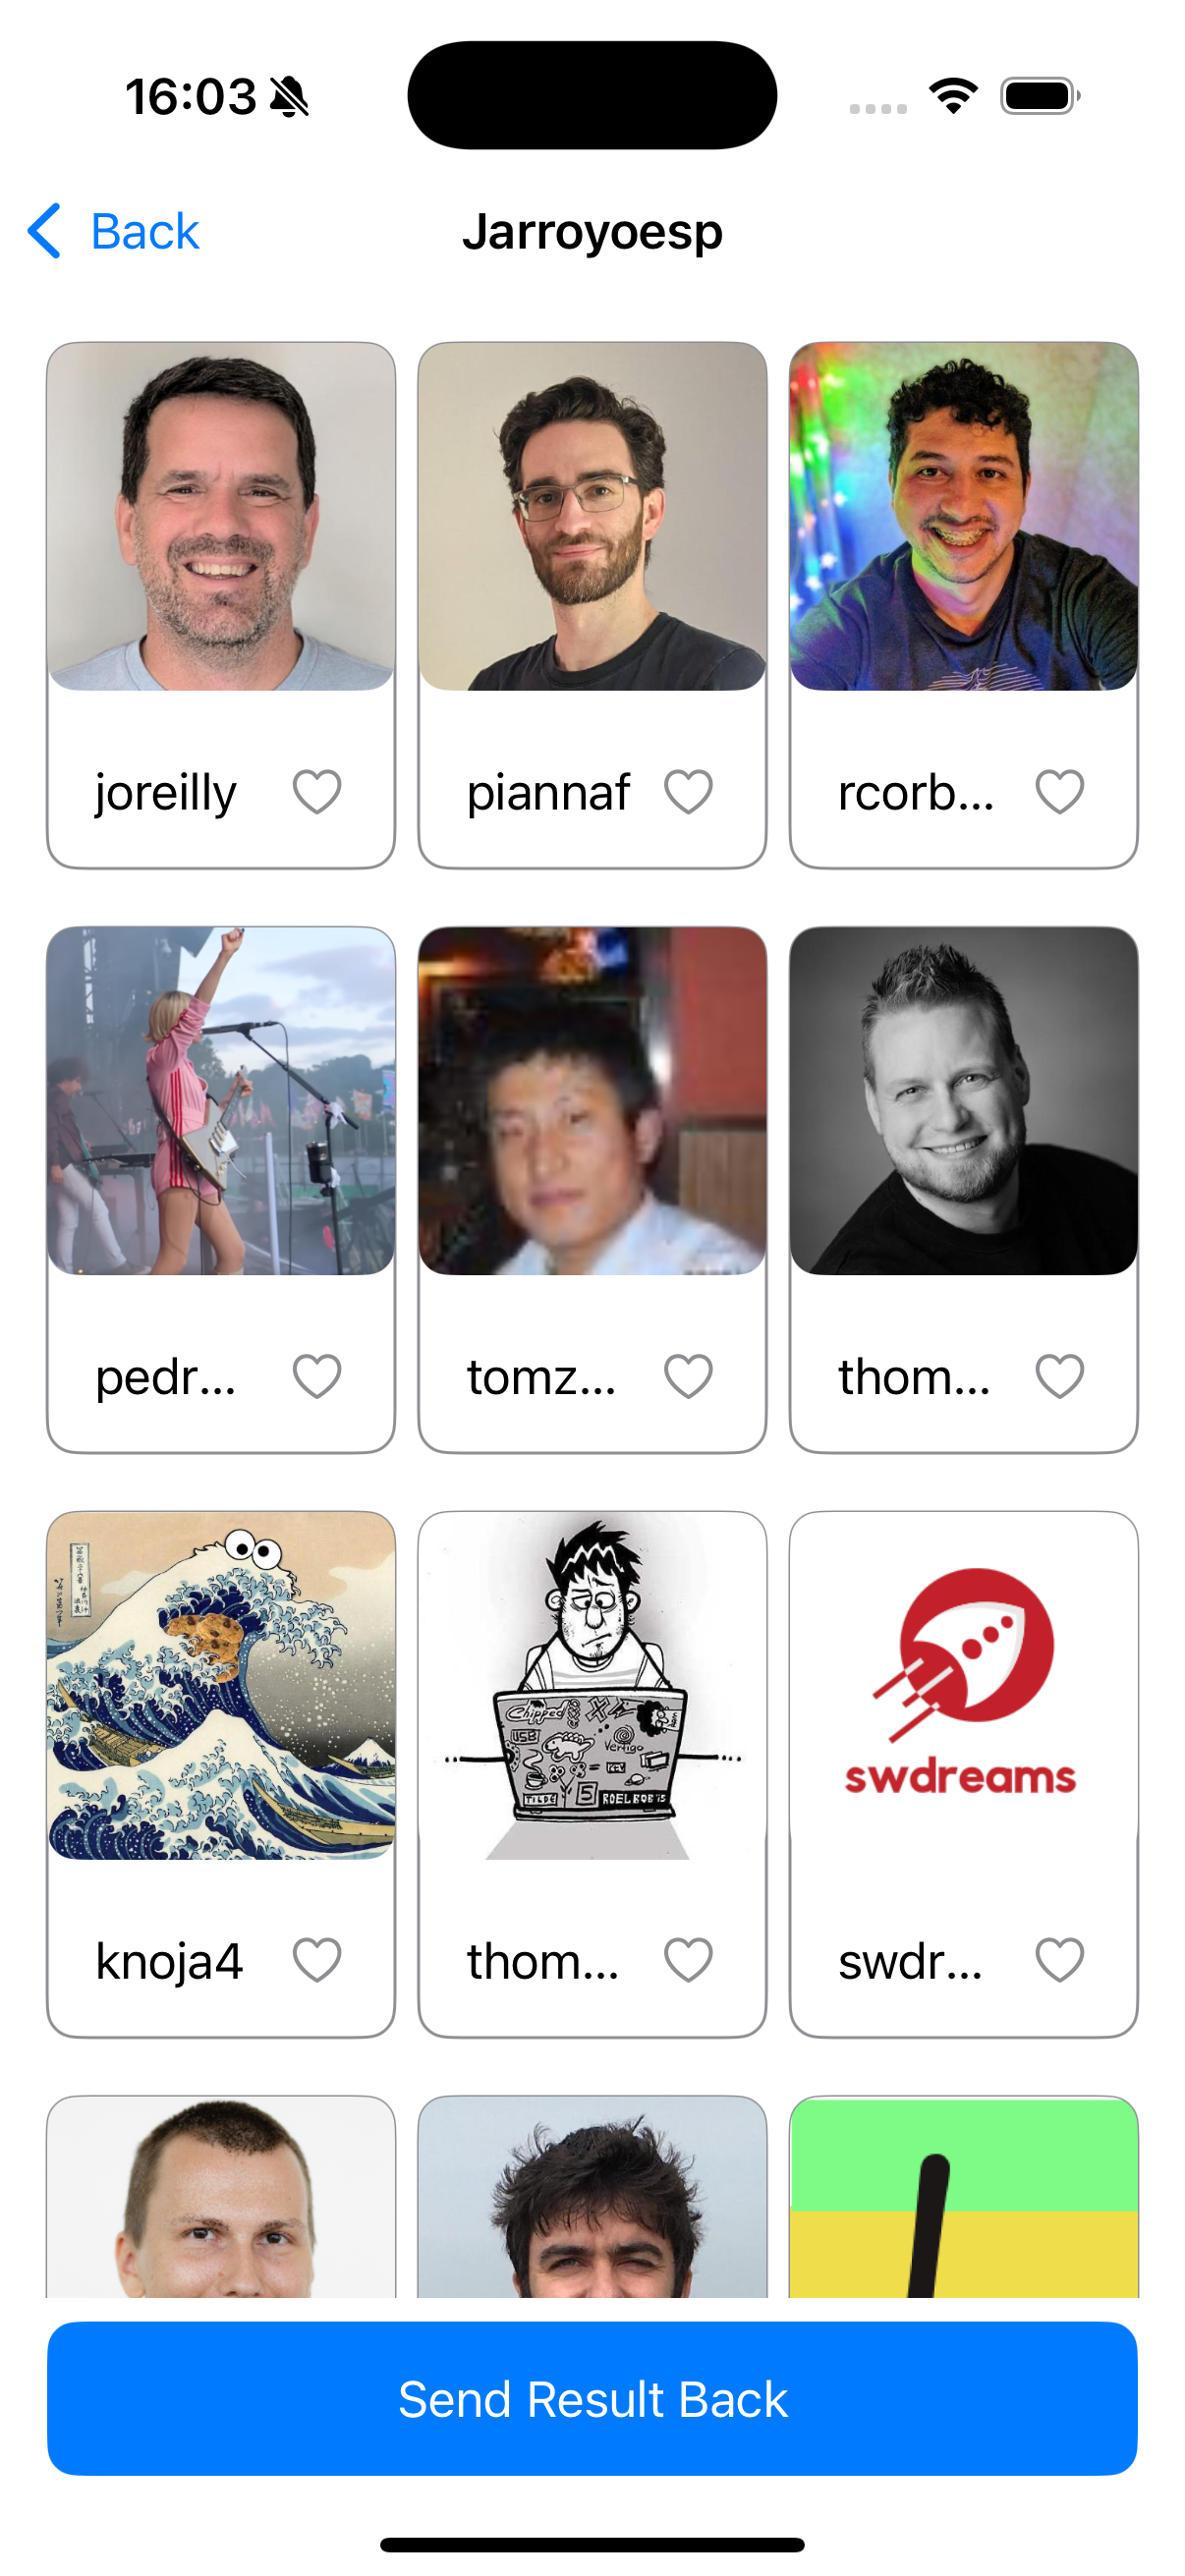 16:03
Back
Jarroyoesp
joreilly
piannaf
rcorb...
pedr...
tomz...
thom...
Chipped
USB
Vertigo
TILDE
5
ROELBOB
swdreams
knoja4
thom...
swdr...
Send Result Back